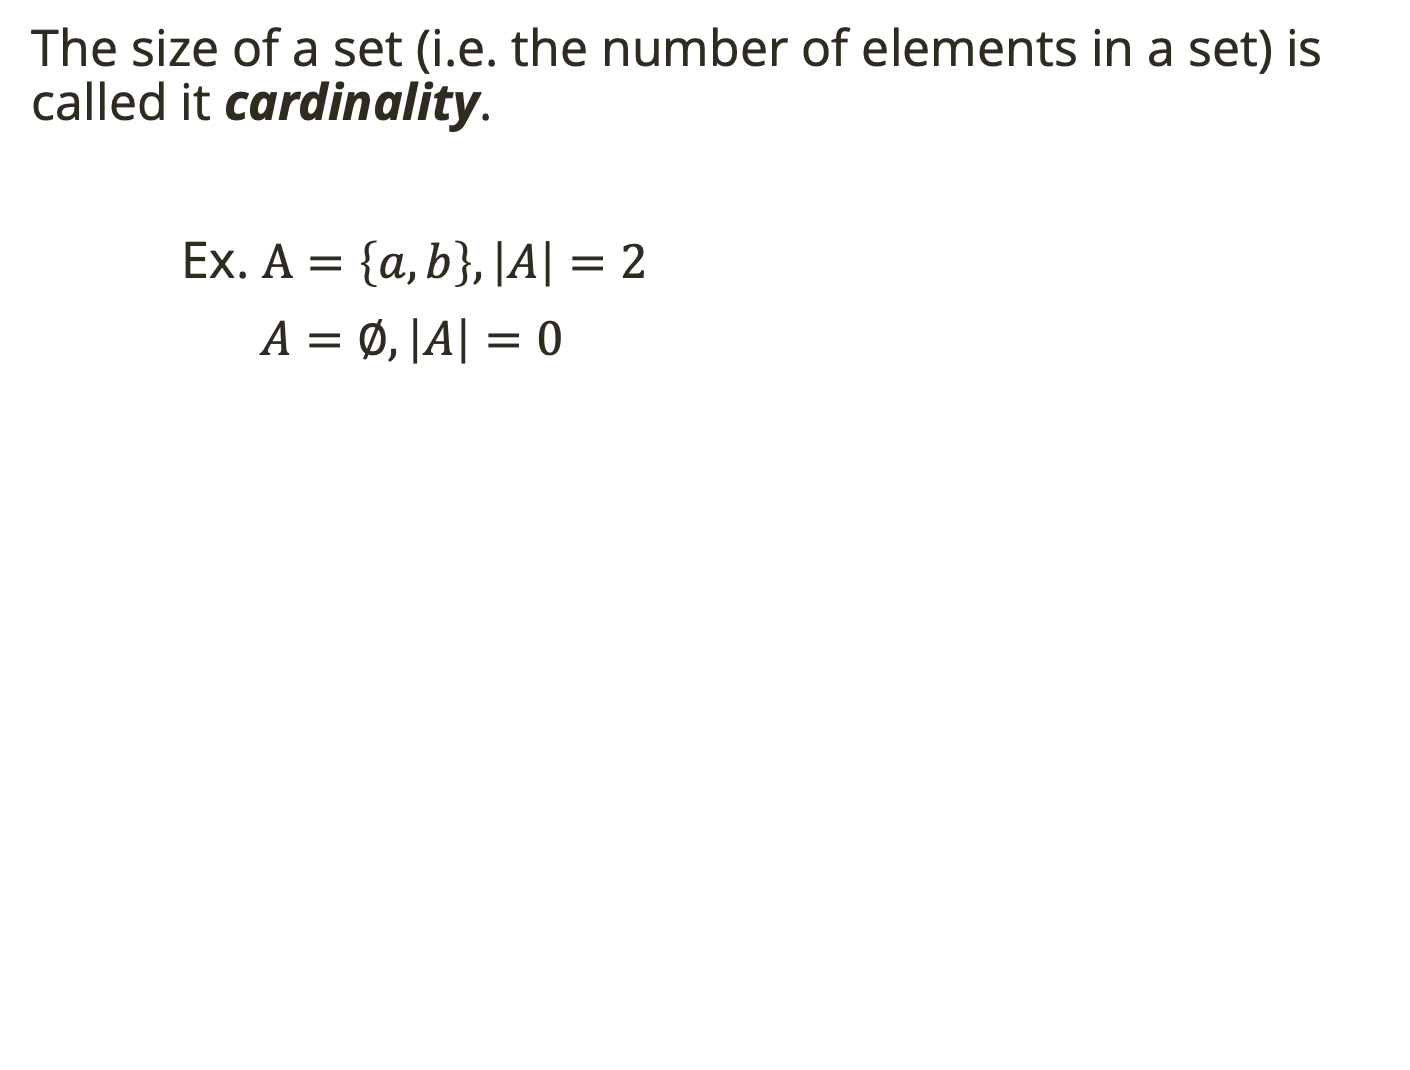 The size of a set (i.e. the number of elements in a set) is
called it cardinality.
Ex. A = {a, b}, |A| = 2
A = ∅, |A| = 0